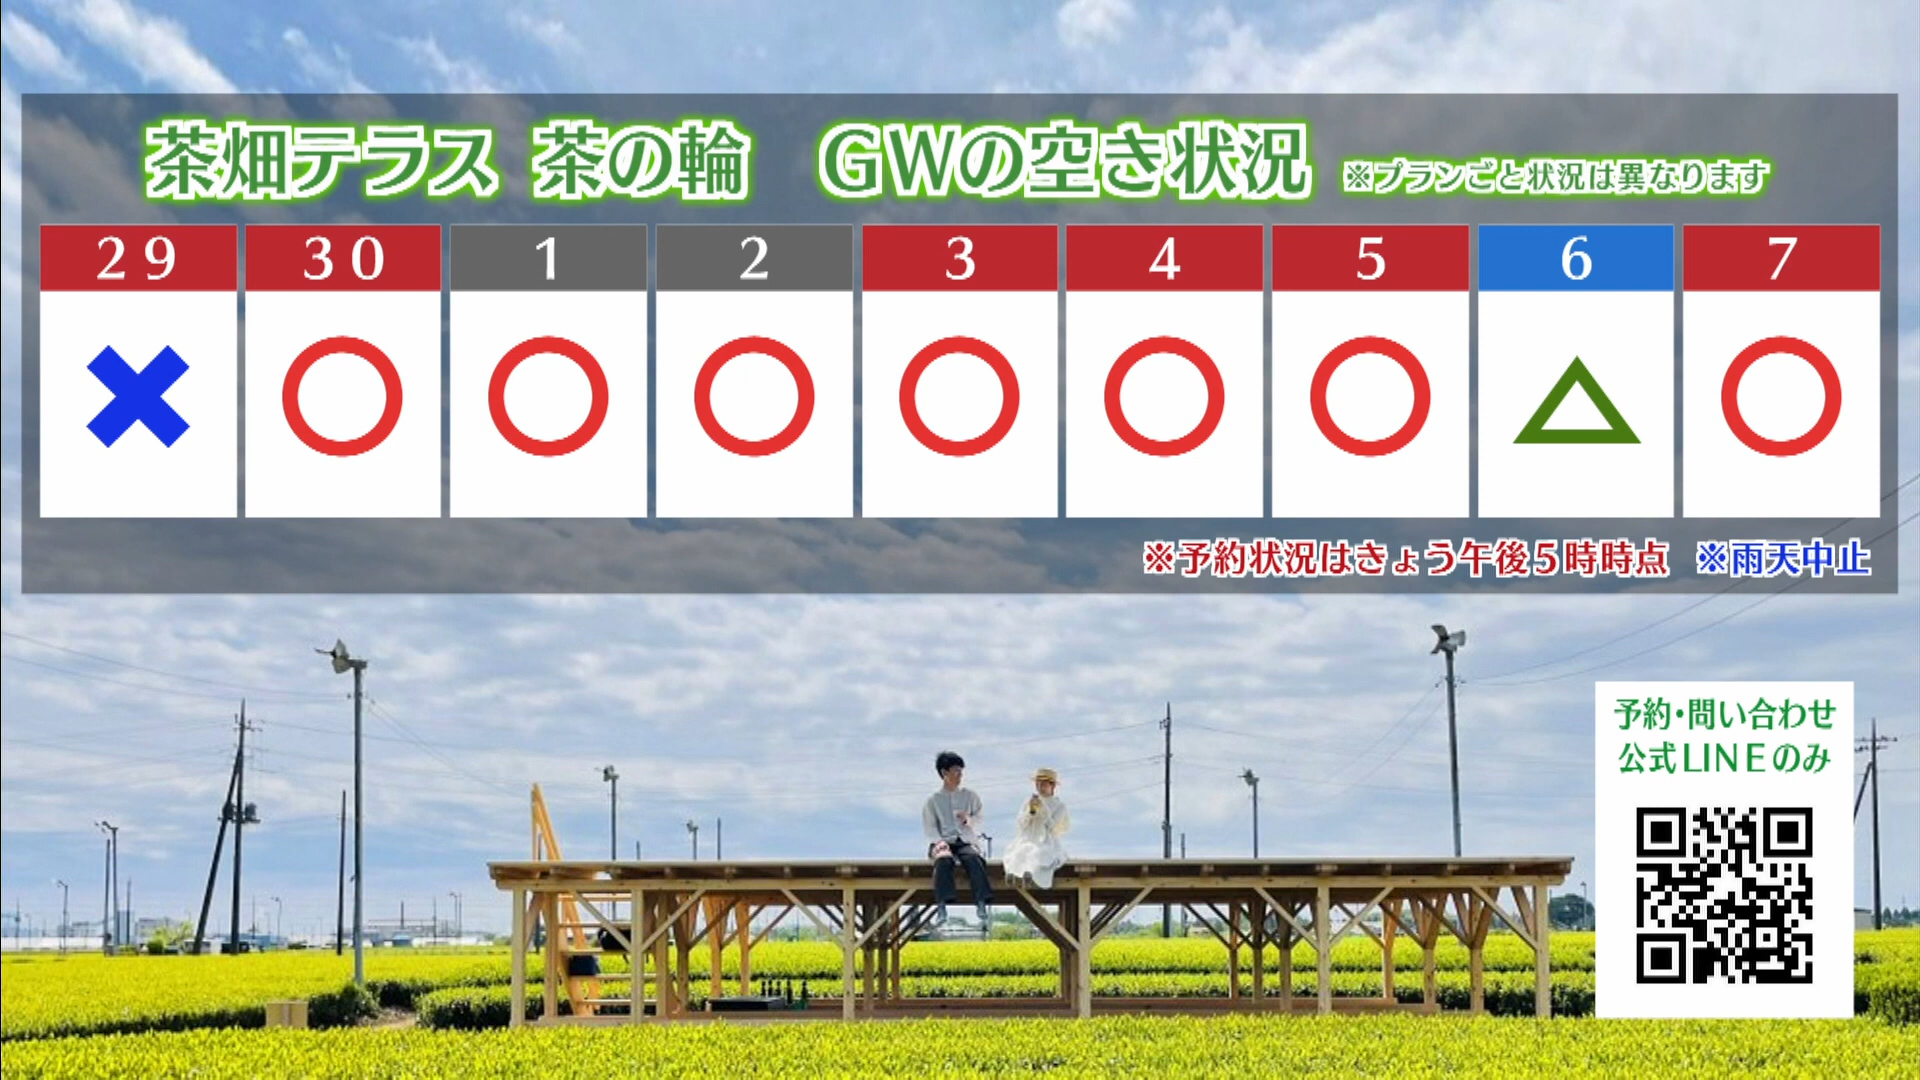 茶畑テラス 茶の輪　GWの空き状況 ※プランごと状況は異なります
29 30 1 2 3 4 5 6 7
※予約状況はきょう午後5時時点 ※雨天中止
予約・問い合わせ
公式LINEのみ